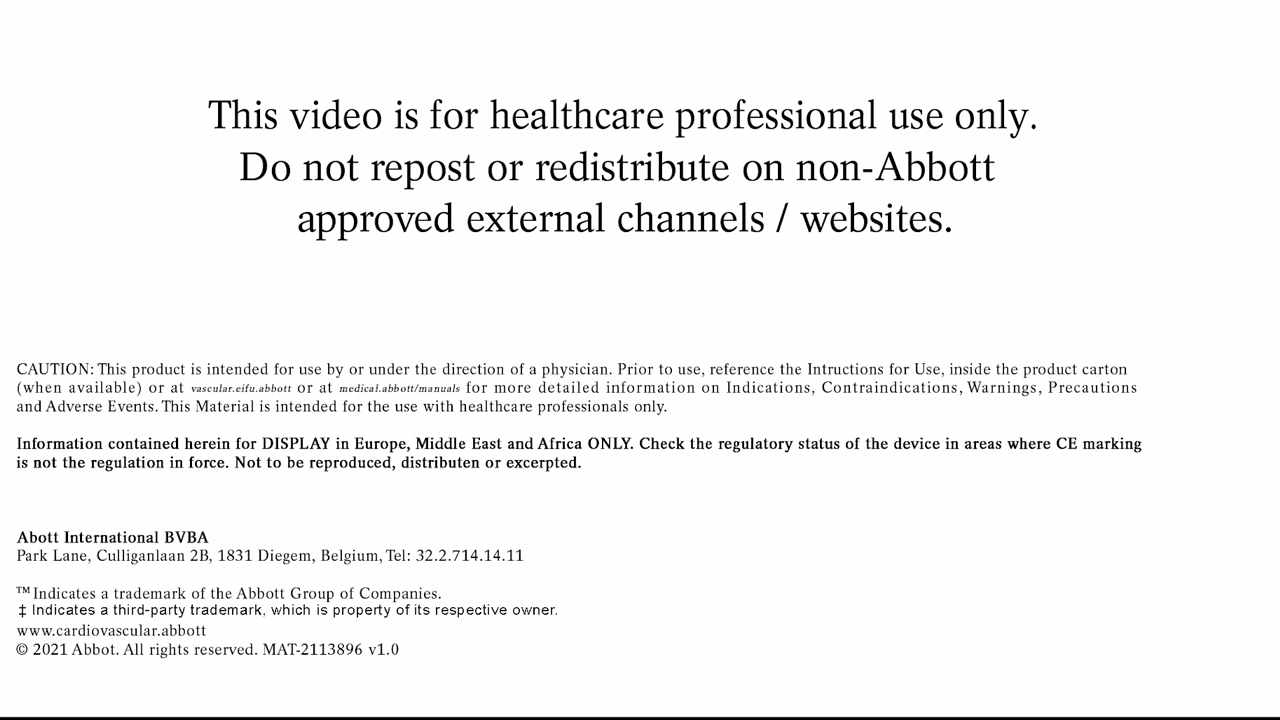 This video is for healthcare professional use only.
Do not repost or redistribute on non-Abbott
approved external channels / websites.
CAUTION: This product is intended for use by or under the direction of a physician. Prior to use, reference the Intructions for Use, inside the product carton
(when available) or at vascular.eifu.abbott or at medical.abbott/manuals for more detailed information on Indications, Contraindications, Warnings, Precautions
and Adverse Events. This Material is intended for the use with healthcare professionals only.
Information contained herein for DISPLAY in Europe, Middle East and Africa ONLY. Check the regulatory status of the device in areas where CE marking
is not the regulation in force. Not to be reproduced, distributen or excerpted.
Abott International BVBA
Park Lane, Culliganlaan 2B, 1831 Diegem, Belgium, Tel: 32.2.714.14.11
™ Indicates a trademark of the Abbott Group of Companies.
‡ Indicates a third-party trademark, which is property of its respective owner.
www.cardiovascular.abbott
© 2021 Abbot. All rights reserved. MAT-2113896 v1.0